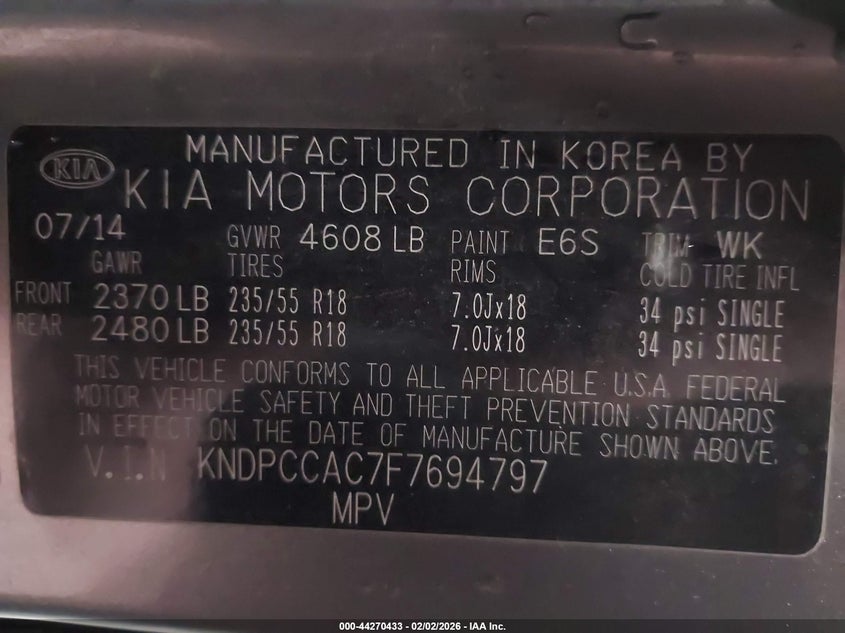 MANUFACTURED IN KOREA BY
KIA KIA MOTORS CORPORATION
07/14 GVWR 4608 LB PAINT E6S TRIM WK
GAWR TIRES RIMS COLD TIRE INFL
FRONT 2370 LB 235/55 R18 7.0Jx18 34 psi SINGLE
REAR 2480 LB 235/55 R18 7.0Jx18 34 psi SINGLE
THIS VEHICLE CONFORMS TO ALL APPLICABLE U.S.A. FEDERAL
MOTOR VEHICLE SAFETY AND THEFT PREVENTION STANDARDS
IN EFFECT ON THE DATE OF MANUFACTURE SHOWN ABOVE.
V.I.N KNDPCCAC7F7694797
MPV
000-44270433 - 02/02/2026 - IAA Inc.